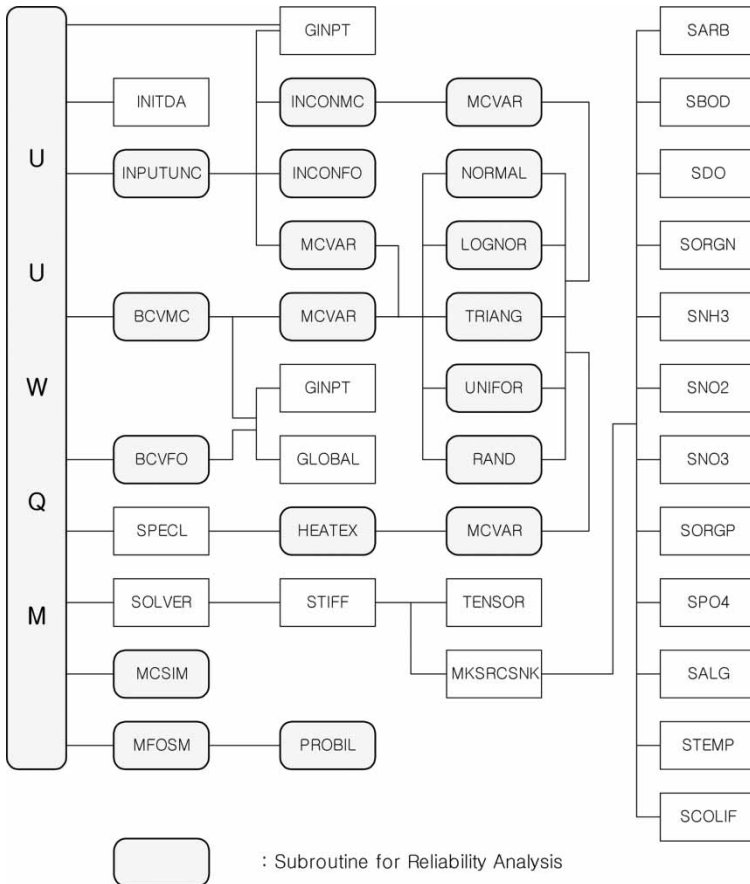 U
U
W
Q
M
GINPT
INITDA
INCONMC
MCVAR
INPUTUNC
INCONFO
NORMAL
MCVAR
LOGNOR
BCVMC
MCVAR
TRIANG
GINPT
UNIFOR
BCVFO
GLOBAL
RAND
SPECL
HEATEX
MCVAR
SOLVER
STIFF
TENSOR
MCSIM
MKSRCSNK
MFOSM
PROBIL
SARB
SBOD
SDO
SORGN
SNH3
SNO2
SNO3
SORGP
SPO4
SALG
STEMP
SCOLIF
: Subroutine for Reliability Analysis